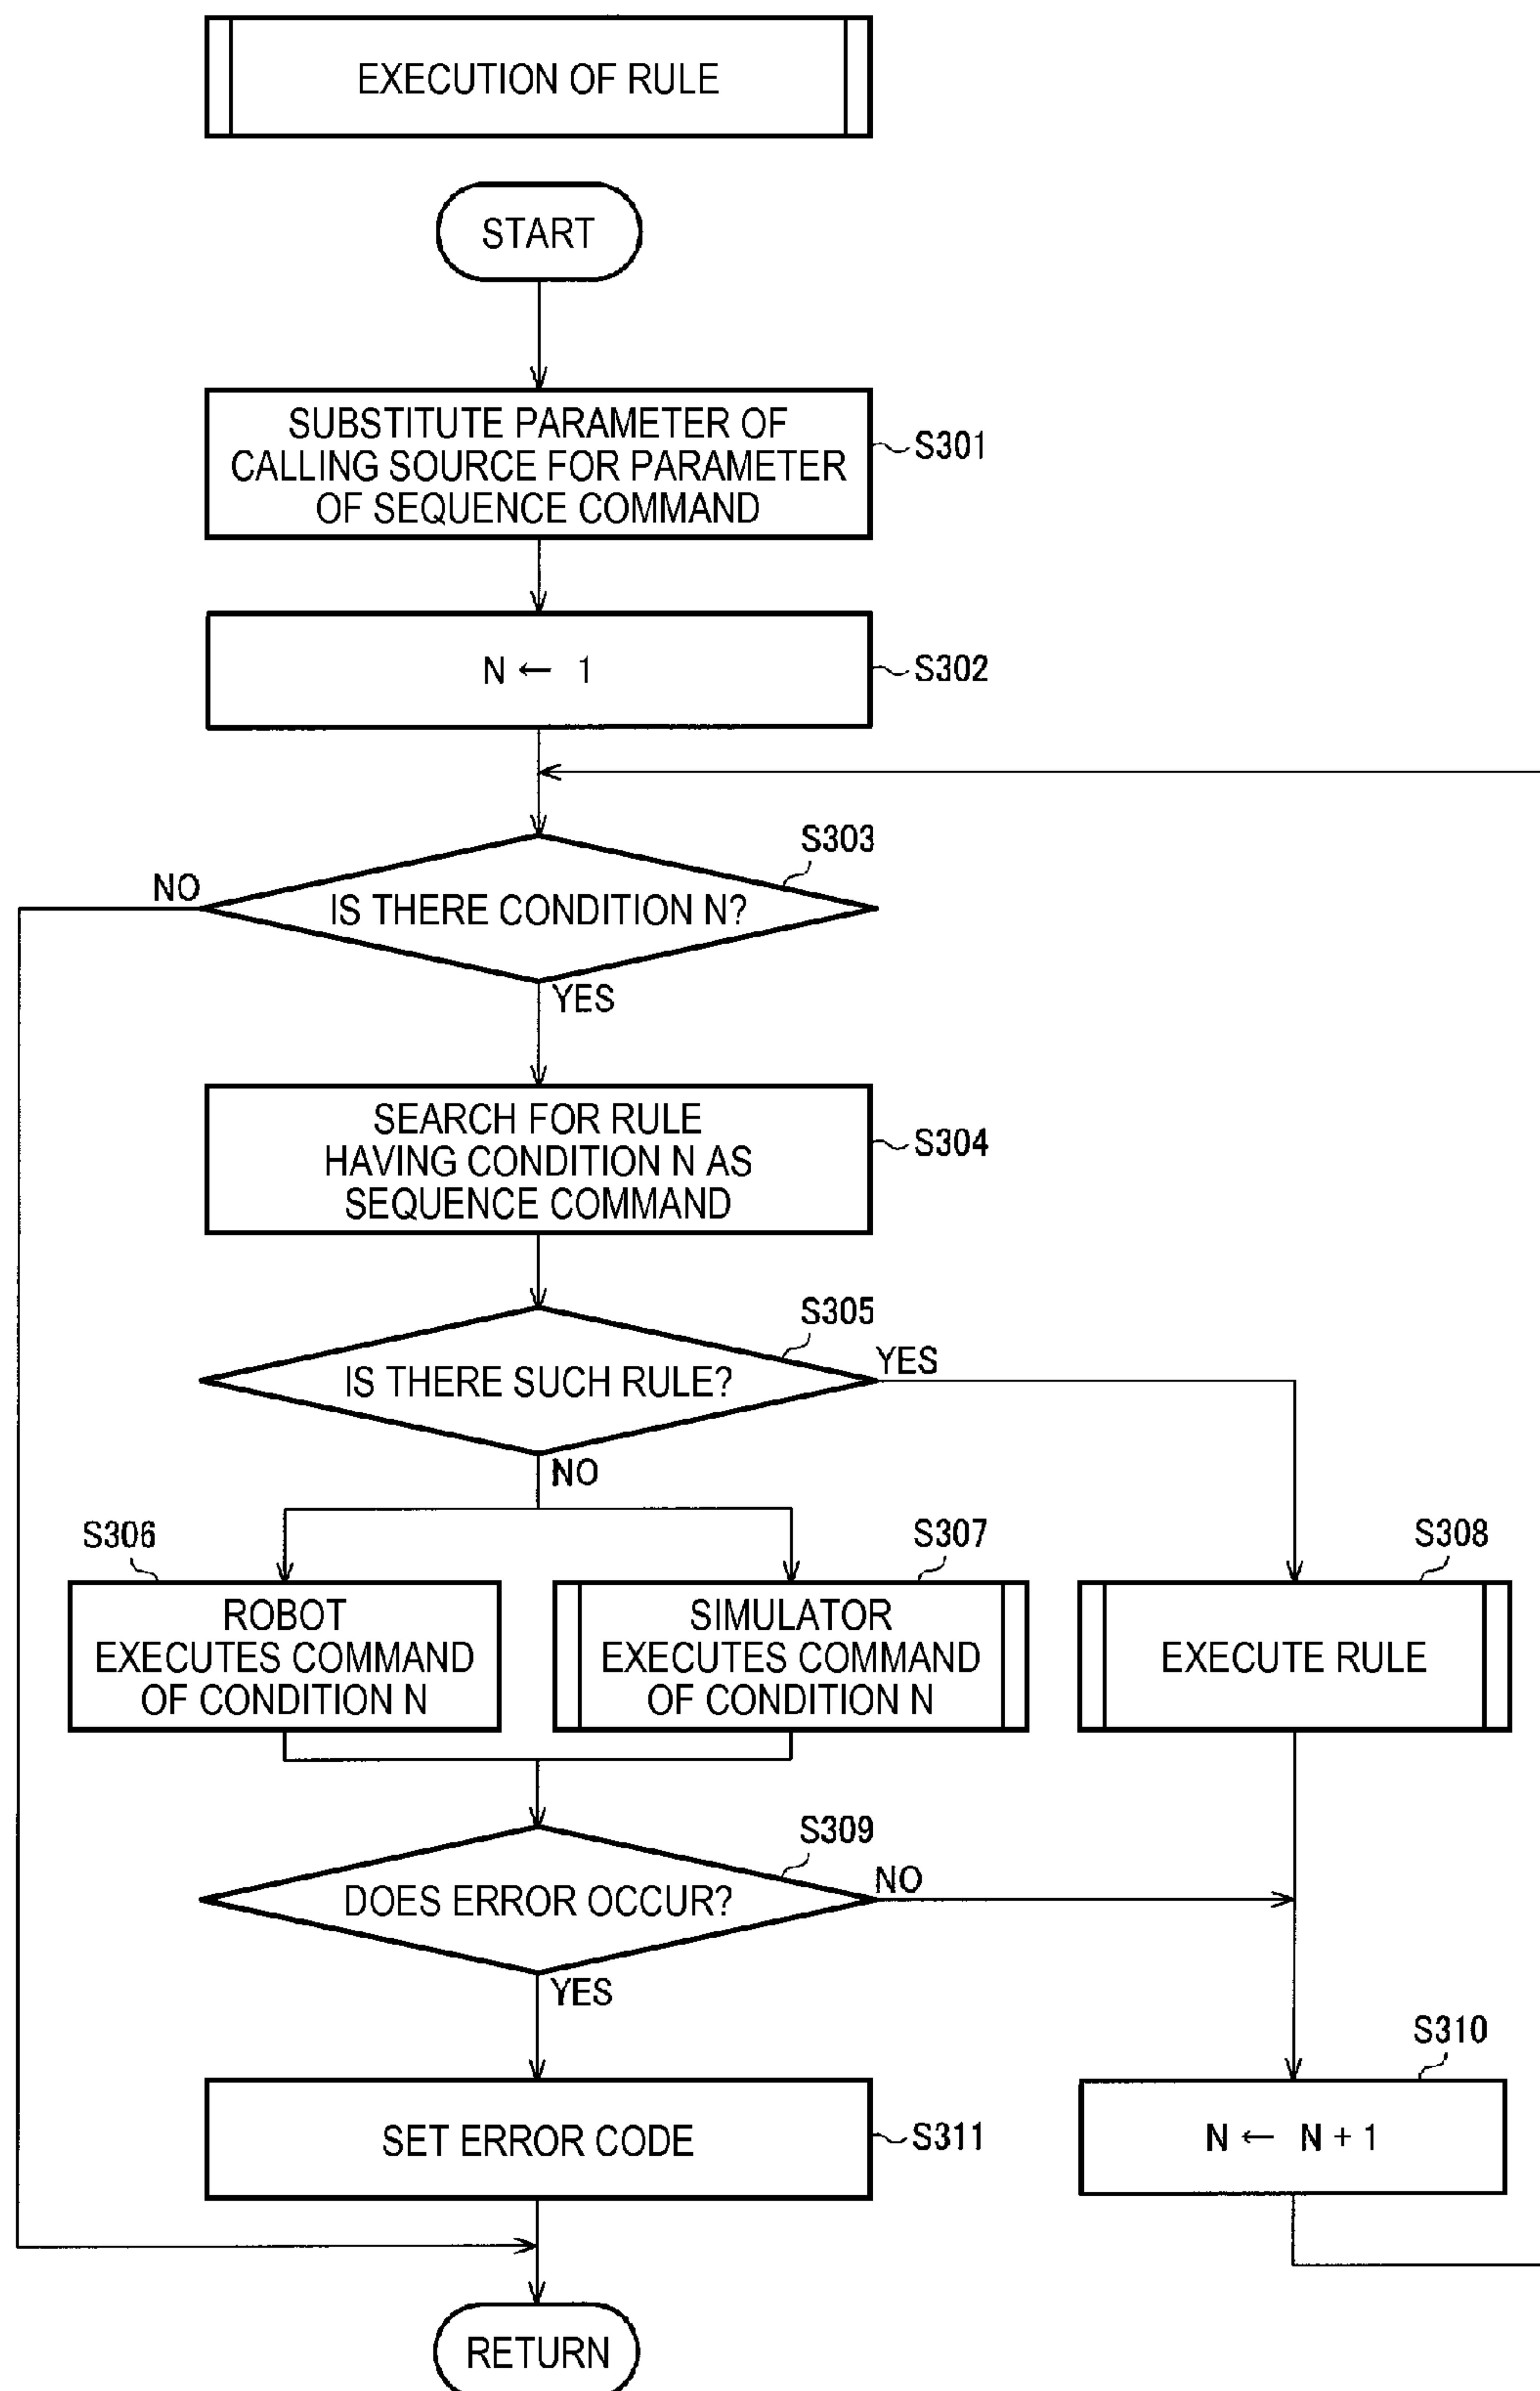 EXECUTION OF RULE
START
SUBSTITUTE PARAMETER OF
CALLING SOURCE FOR PARAMETER
OF SEQUENCE COMMAND
S301
N ← 1
S302
S303
NO
IS THERE CONDITION N?
YES
SEARCH FOR RULE
HAVING CONDITION N AS
SEQUENCE COMMAND
S304
S305
IS THERE SUCH RULE?
YES
NO
S306
ROBOT
EXECUTES COMMAND
OF CONDITION N
S307
SIMULATOR
EXECUTES COMMAND
OF CONDITION N
S308
EXECUTE RULE
S309
DOES ERROR OCCUR?
NO
YES
S310
N ← N + 1
SET ERROR CODE
S311
RETURN